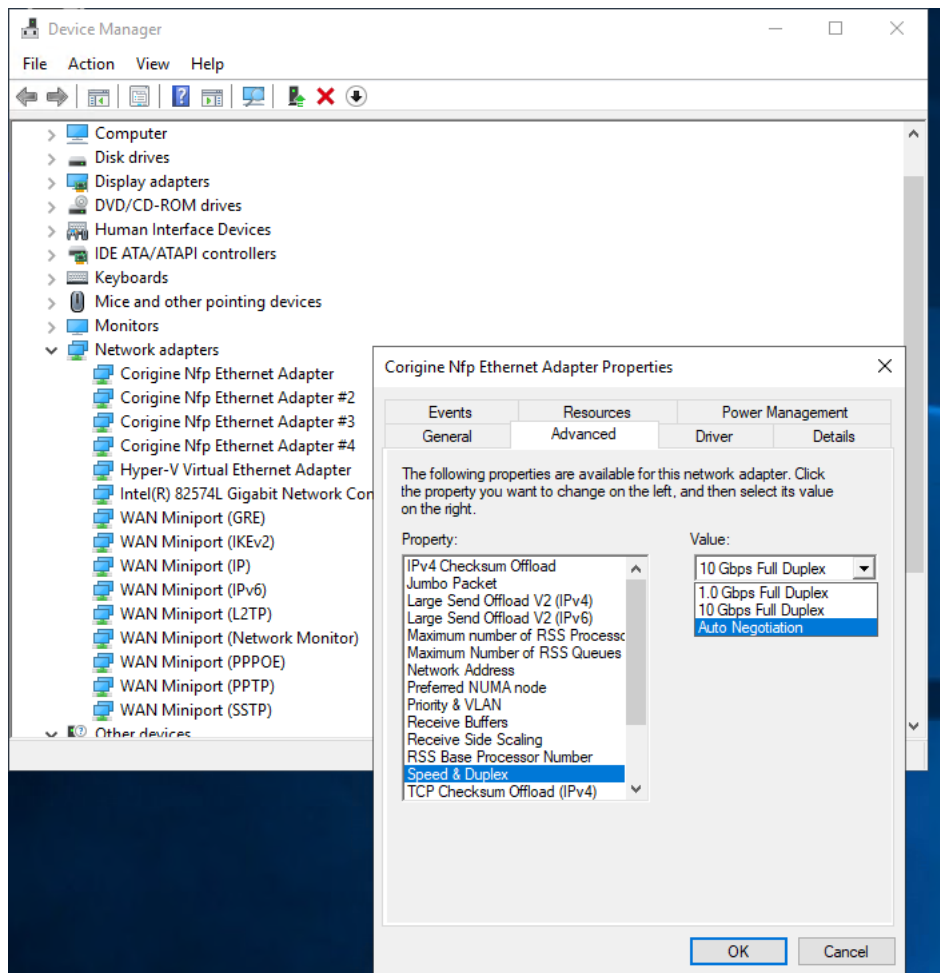 Device Manager
File Action View Help
Computer
Disk drives
Display adapters
DVD/CD-ROM drives
Human Interface Devices
IDE ATA/ATAPI controllers
Keyboards
Mice and other pointing devices
Monitors
Network adapters
Corigine Nfp Ethernet Adapter
Corigine Nfp Ethernet Adapter #2
Corigine Nfp Ethernet Adapter #3
Corigine Nfp Ethernet Adapter #4
Hyper-V Virtual Ethernet Adapter
Intel(R) 82574L Gigabit Network Con
WAN Miniport (GRE)
WAN Miniport (IKEv2)
WAN Miniport (IP)
WAN Miniport (IPv6)
WAN Miniport (L2TP)
WAN Miniport (Network Monitor)
WAN Miniport (PPPOE)
WAN Miniport (PPTP)
WAN Miniport (SSTP)
Other devices
Corigine Nfp Ethernet Adapter Properties
Events Resources Power Management
General Advanced Driver Details
The following properties are available for this network adapter. Click
the property you want to change on the left, and then select its value
on the right.
Property:
IPv4 Checksum Offload
Jumbo Packet
Large Send Offload V2 (IPv4)
Large Send Offload V2 (IPv6)
Maximum number of RSS Processc
Maximum Number of RSS Queues
Network Address
Preferred NUMA node
Priority & VLAN
Receive Buffers
Receive Side Scaling
RSS Base Processor Number
Speed & Duplex
TCP Checksum Offload (IPv4)
Value:
10 Gbps Full Duplex
1.0 Gbps Full Duplex
10 Gbps Full Duplex
Auto Negotiation
OK Cancel